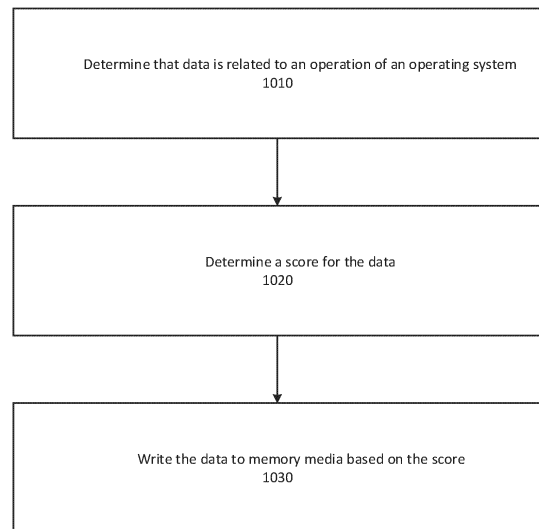 Determine that data is related to an operation of an operating system
1010
Determine a score for the data
1020
Write the data to memory media based on the score
1030